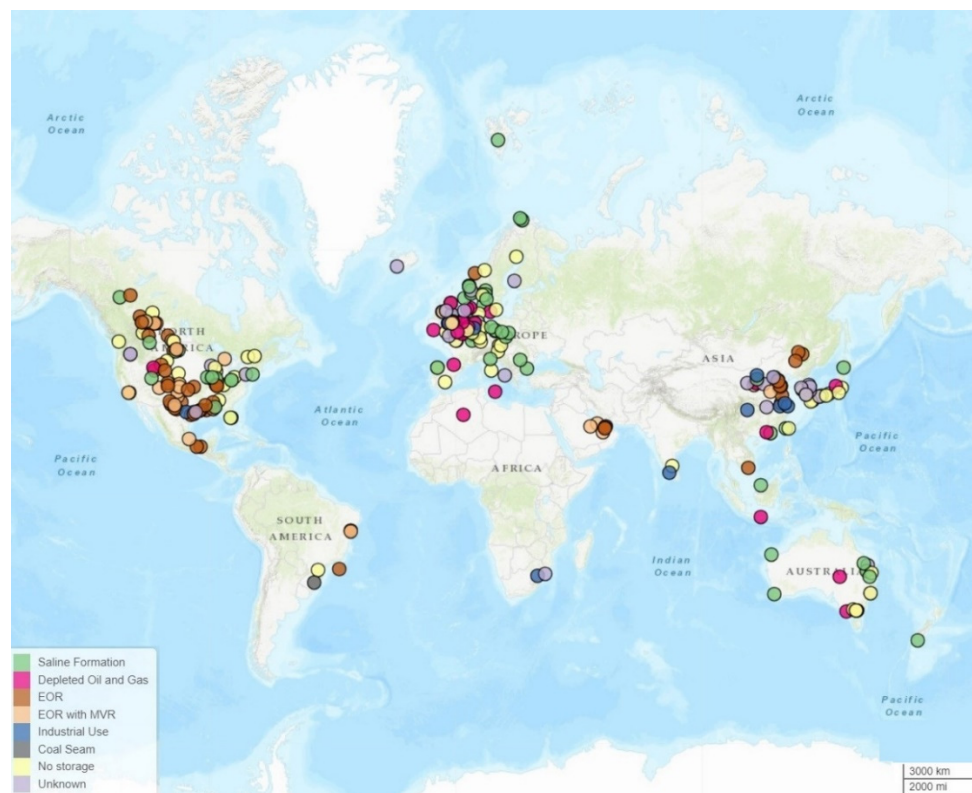 Arctic
Ocean
Arctic
Ocean
NORTH
AMERICA
ROPE
ASIA
Atlantic
Ocean
Pacific
Ocean
Pacific
Ocean
AFRICA
SOUTH
AMERICA
Indian
Ocean
AUSTRALIA
Saline Formation
Depleted Oil and Gas
EOR
EOR with MVR
Industrial Use
Coal Seam
No storage
Unknown
Pacific
Ocean
3000 km
2000 mi